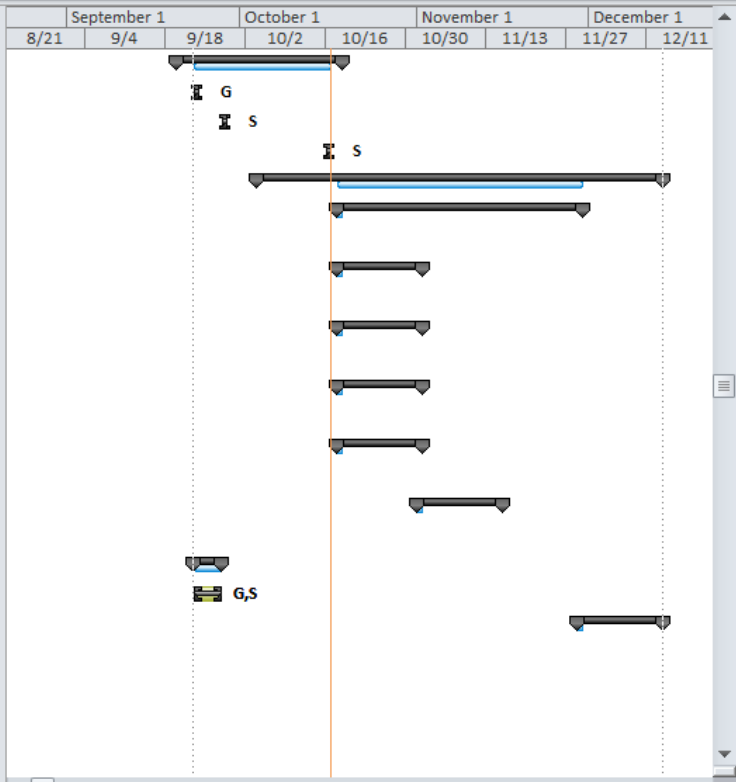 September 1 October 1 November 1 December 1
8/21 9/4 9/18 10/2 10/16 10/30 11/13 11/27 12/11
G
S
S
G,S